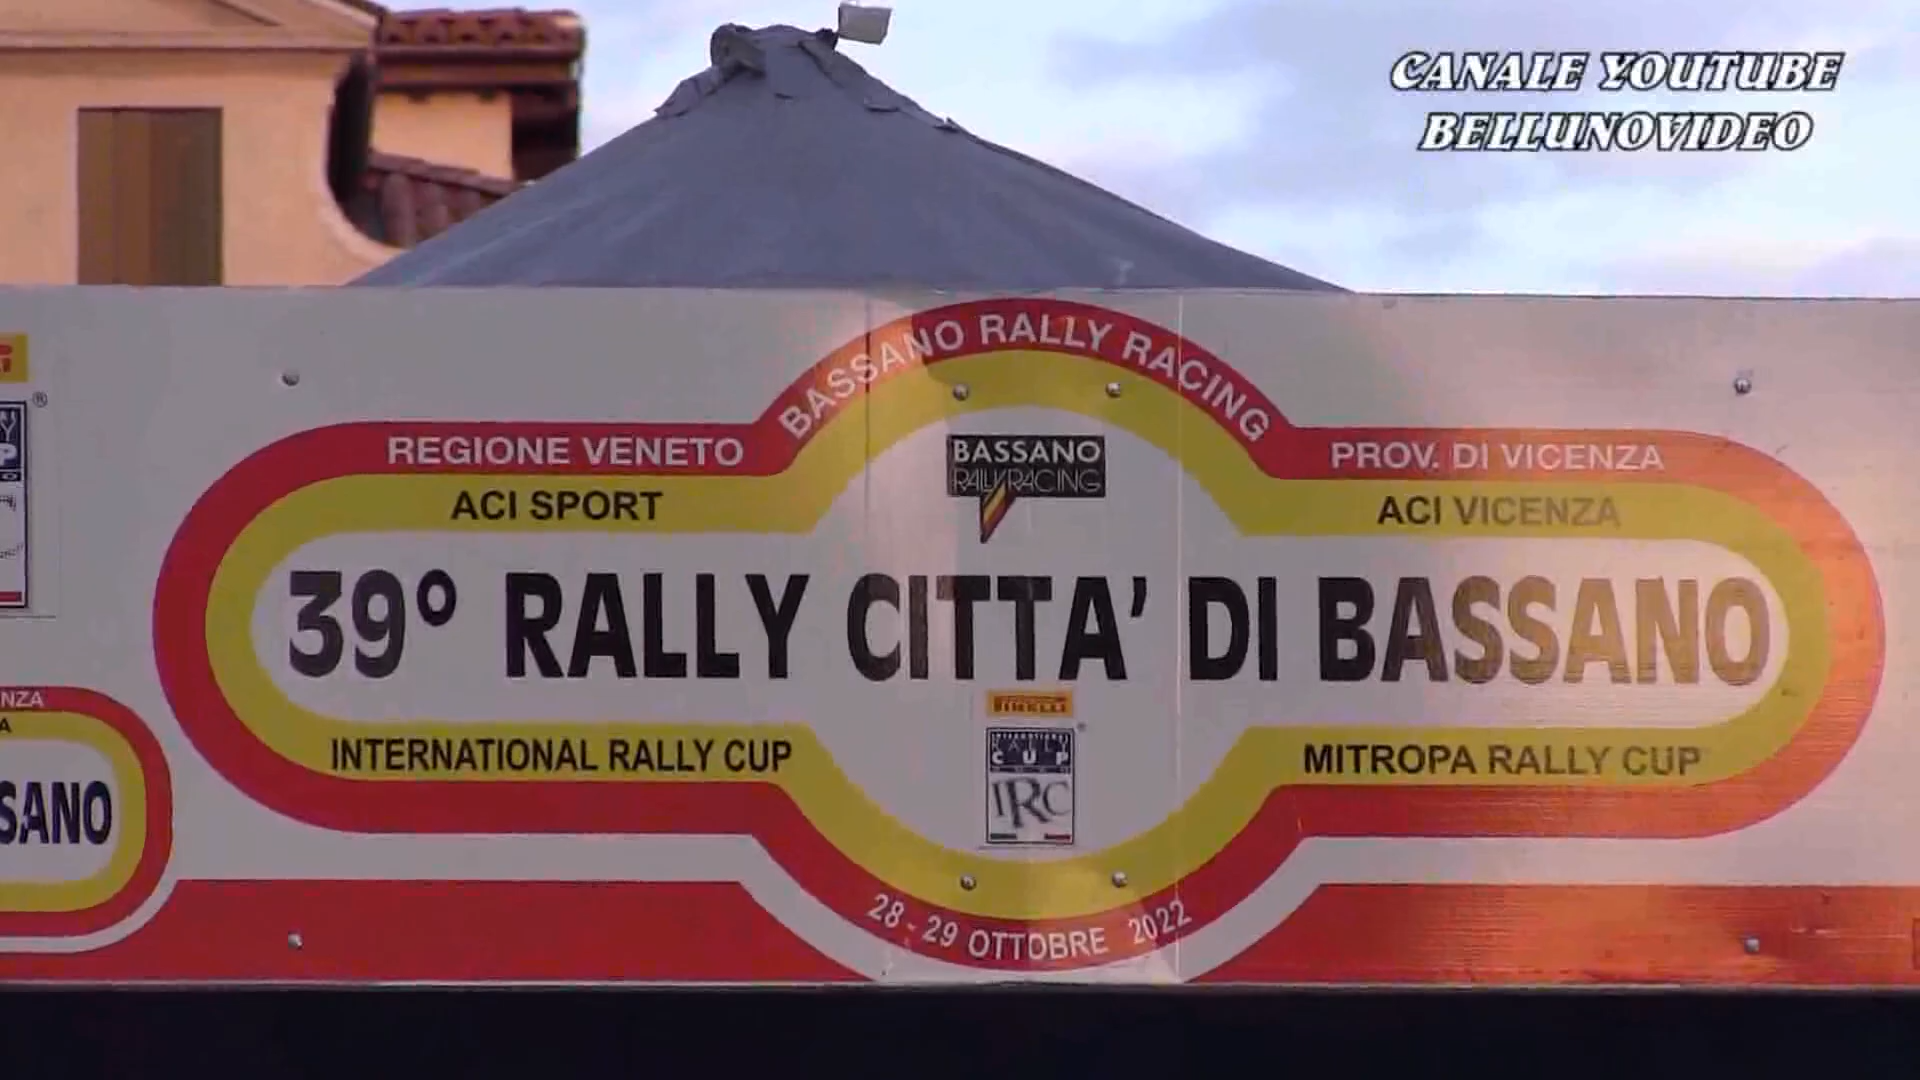 CANALE YOUTUBE
BELLUNOVIDEO
BASSANO RALLY RACING
REGIONE VENETO
PROV. DI VICENZA
ACI SPORT
ACI VICENZA
BASSANO
RALLYRACING
39° RALLY CITTA' DI BASSANO
PIRELLI
INTERNATIONAL RALLY CUP
MITROPA RALLY CUP
INTERNATIONAL
RALLY
CUP
IRC
28 - 29 OTTOBRE 2022
NZA
A
SANO